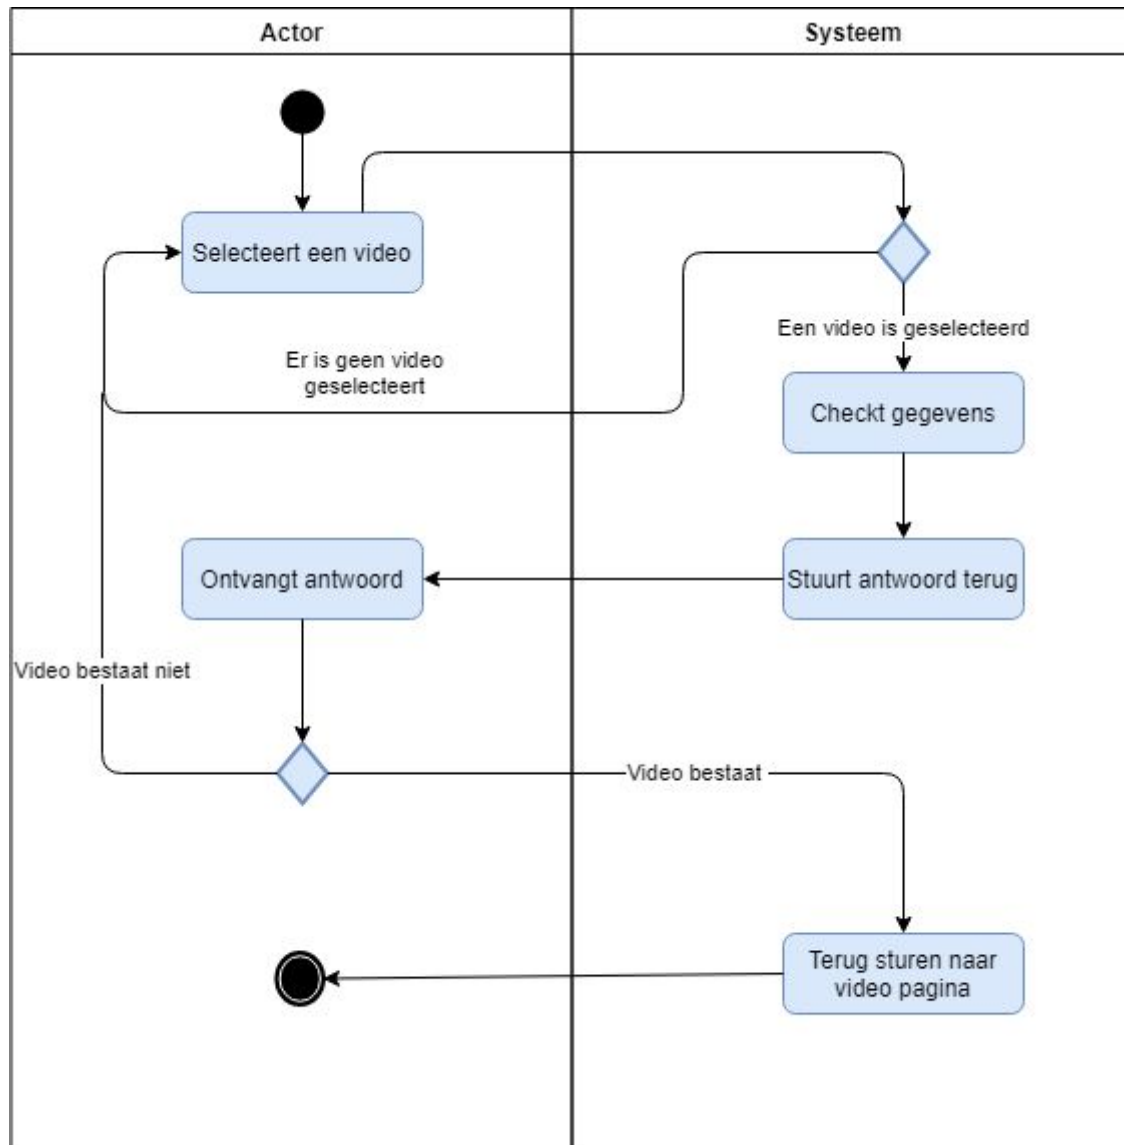 Actor
Systeem
Selecteert een video
Een video is geselecteerd
Er is geen video
geselecteert
Checkt gegevens
Ontvangt antwoord
Stuurt antwoord terug
Video bestaat niet
Video bestaat
Terug sturen naar
video pagina